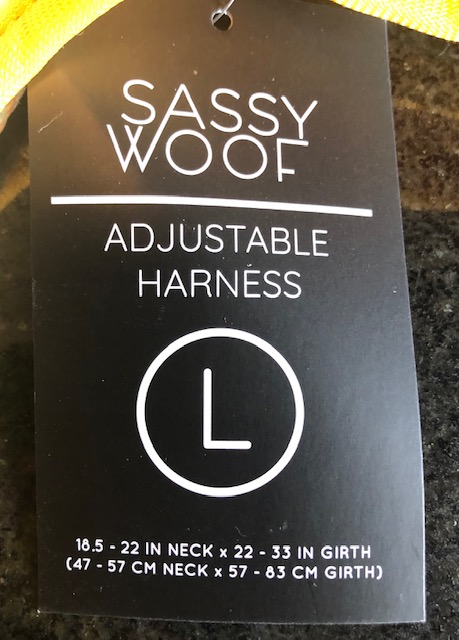 SASSY
WOOF
ADJUSTABLE
HARNESS
L
18.5 - 22 IN NECK x 22 - 33 IN GIRTH
(47 - 57 CM NECK x 57 - 83 CM GIRTH)